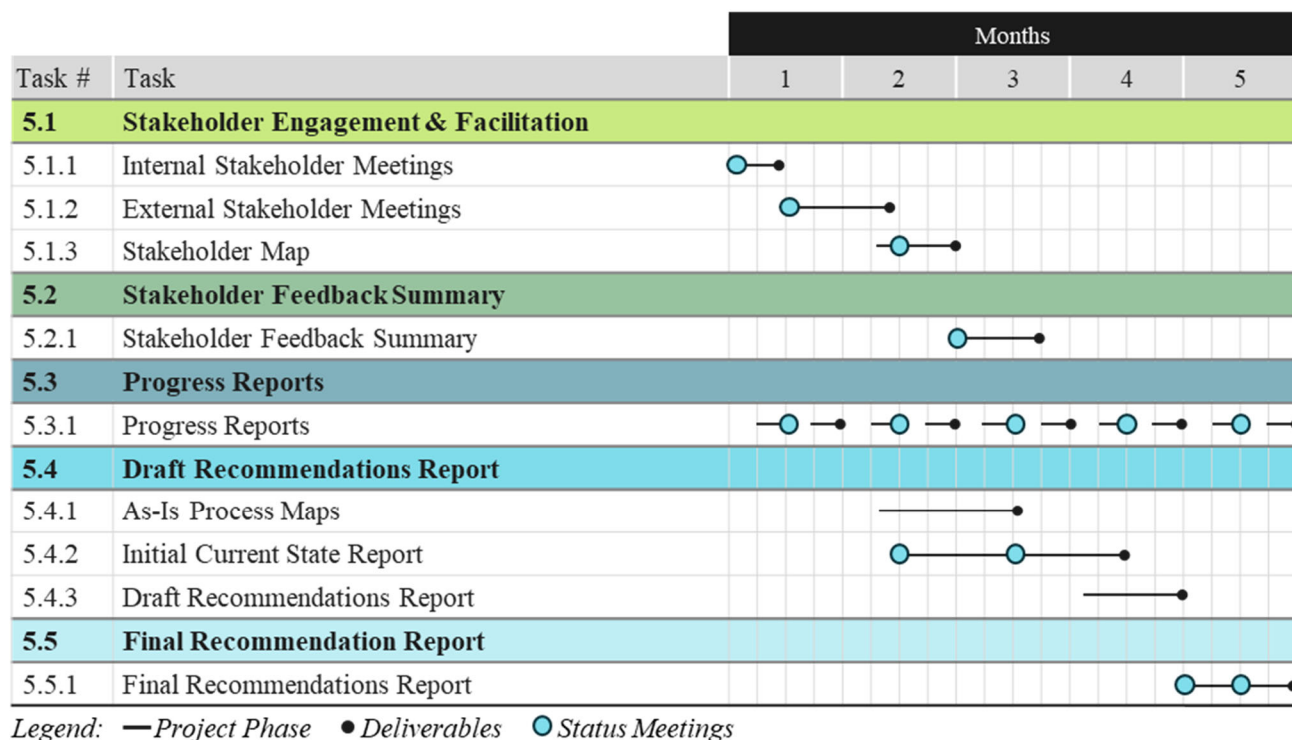 Months
Task # Task 1 2 3 4 5
5.1 Stakeholder Engagement & Facilitation
5.1.1 Internal Stakeholder Meetings
5.1.2 External Stakeholder Meetings
5.1.3 Stakeholder Map
5.2 Stakeholder Feedback Summary
5.2.1 Stakeholder Feedback Summary
5.3 Progress Reports
5.3.1 Progress Reports
5.4 Draft Recommendations Report
5.4.1 As-Is Process Maps
5.4.2 Initial Current State Report
5.4.3 Draft Recommendations Report
5.5 Final Recommendation Report
5.5.1 Final Recommendations Report
Legend: Project Phase Deliverables Status Meetings